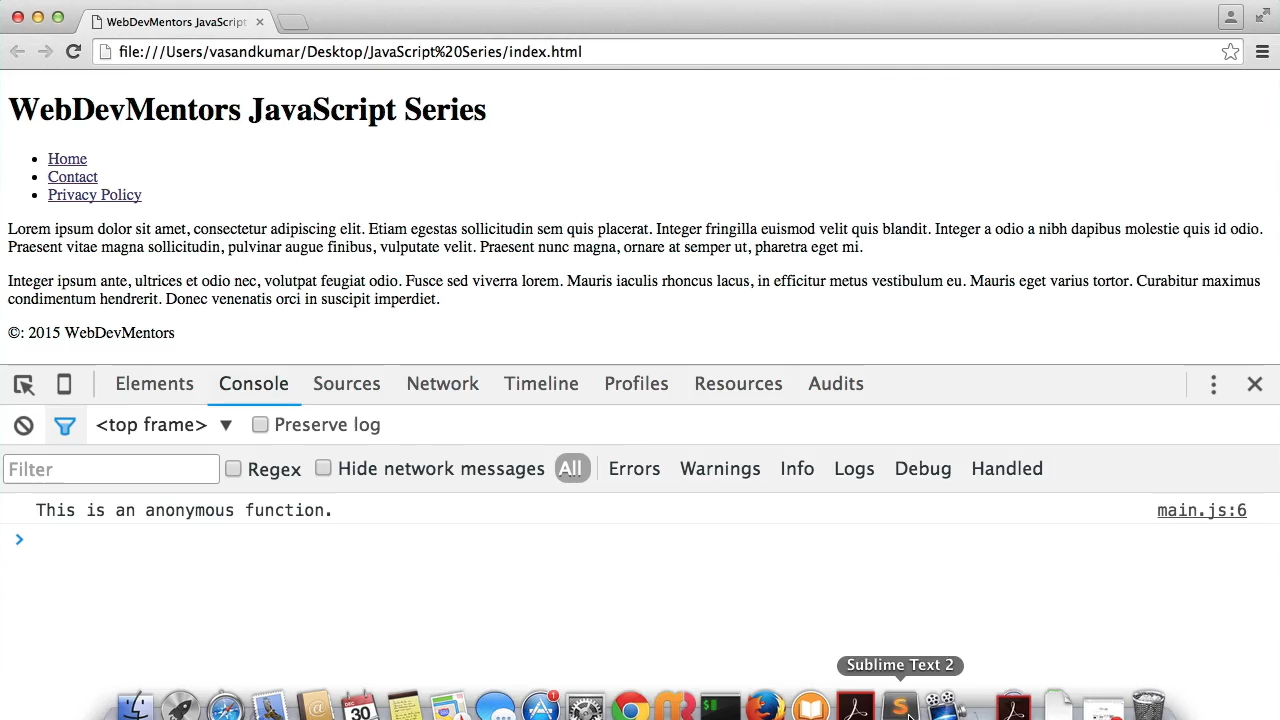 WebDevMentors JavaScript
file:///Users/vasandkumar/Desktop/JavaScript%20Series/index.html
WebDevMentors JavaScript Series
Home
Contact
Privacy Policy
Lorem ipsum dolor sit amet, consectetur adipiscing elit. Etiam egestas sollicitudin sem quis placerat. Integer fringilla euismod velit quis blandit. Integer a odio a nibh dapibus molestie quis id odio.
Praesent vitae magna sollicitudin, pulvinar augue finibus, vulputate velit. Praesent nunc magna, ornare at semper ut, pharetra eget mi.
Integer ipsum ante, ultrices et odio nec, volutpat feugiat odio. Fusce sed viverra lorem. Mauris iaculis rhoncus lacus, in efficitur metus vestibulum eu. Mauris eget varius tortor. Curabitur maximus
condimentum hendrerit. Donec venenatis orci in suscipit imperdiet.
©: 2015 WebDevMentors
Elements Console Sources Network Timeline Profiles Resources Audits
<top frame> ▼ Preserve log
Filter Regex Hide network messages All Errors Warnings Info Logs Debug Handled
This is an anonymous function. main.js:6
Sublime Text 2
DEC
30
1